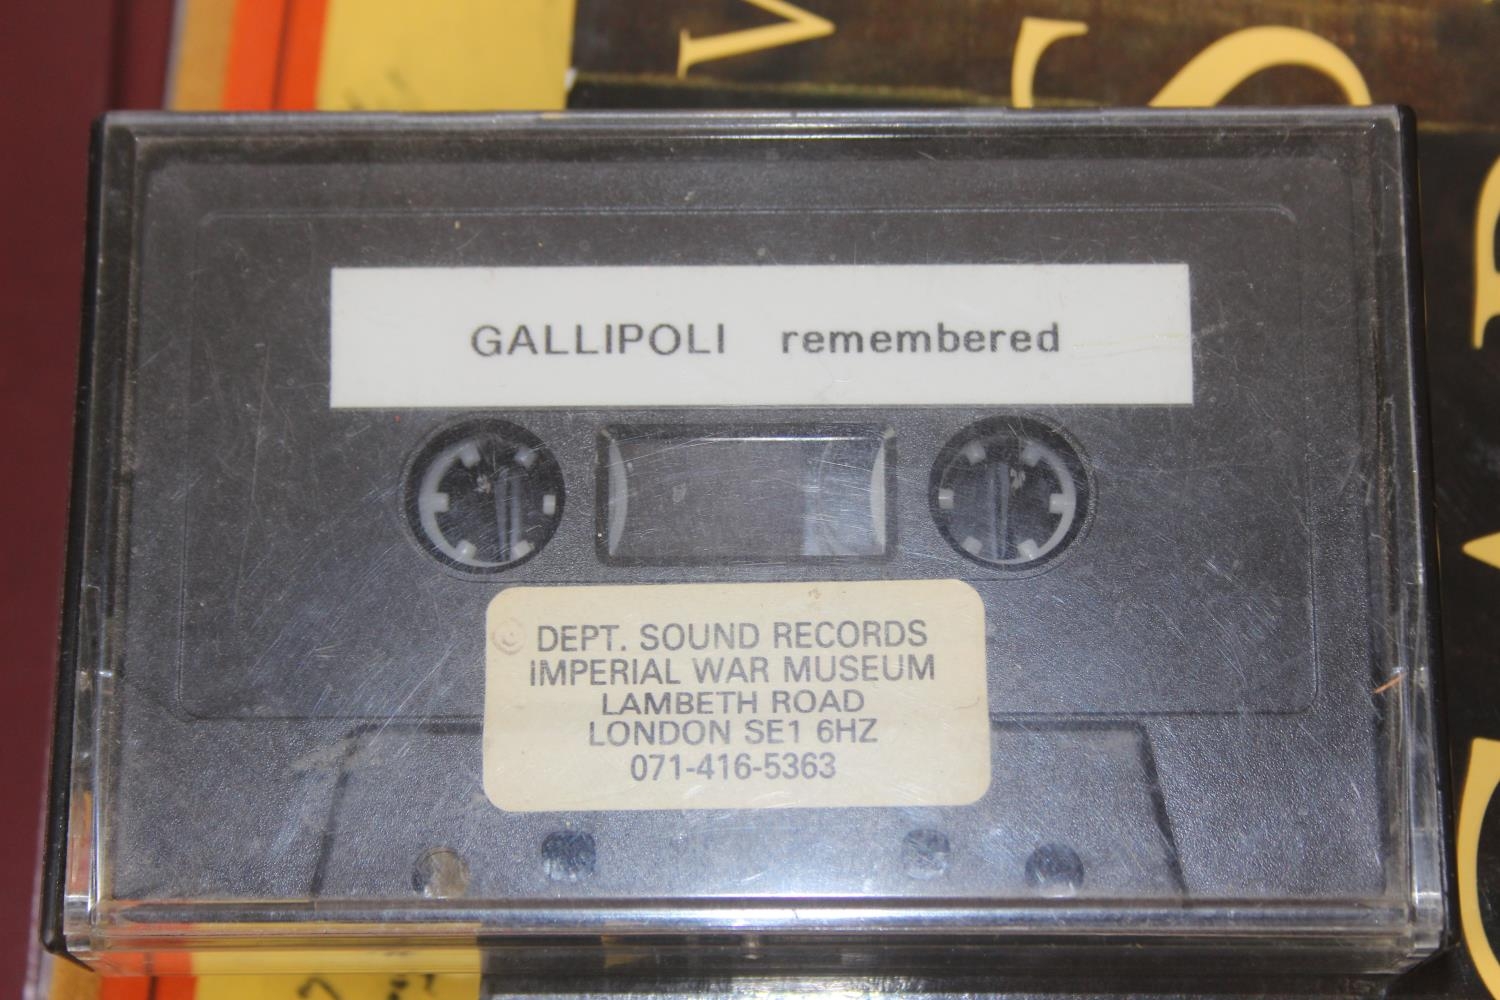 GALLIPOLI remembered
DEPT. SOUND RECORDS
IMPERIAL WAR MUSEUM
LAMBETH ROAD
LONDON SE1 6HZ
071-416-5363